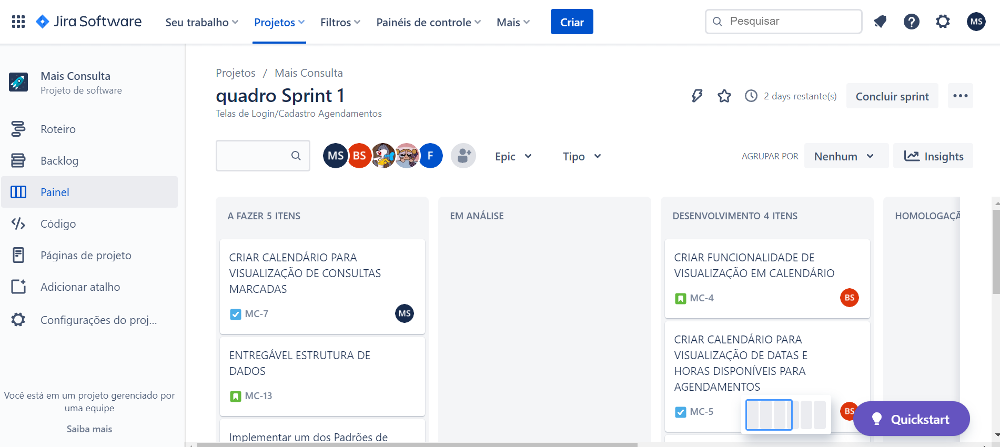 Jira Software
Seu trabalho
Projetos
Filtros
Painéis de controle
Mais
Criar
Pesquisar
?
MS
Mais Consulta
Projeto de software
Roteiro
Backlog
Painel
Código
Páginas de projeto
Adicionar atalho
Configurações do proj...
Você está em um projeto gerenciado por
uma equipe
Saiba mais
Projetos / Mais Consulta
quadro Sprint 1
Telas de Login/Cadastro Agendamentos
2 days restante(s)
Concluir sprint
MS
BS
F
Epic
Tipo
AGRUPAR POR
Nenhum
Insights
A FAZER 5 ITENS
CRIAR CALENDÁRIO PARA
VISUALIZAÇÃO DE CONSULTAS
MARCADAS
MC-7
MS
ENTREGÁVEL ESTRUTURA DE
DADOS
MC-13
Implementar um dos Padrões de
EM ANÁLISE
DESENVOLVIMENTO 4 ITENS
CRIAR FUNCIONALIDADE DE
VISUALIZAÇÃO EM CALENDÁRIO
MC-4
BS
CRIAR CALENDÁRIO PARA
VISUALIZAÇÃO DE DATAS E
HORAS DISPONÍVEIS PARA
AGENDAMENTOS
MC-5
BS
HOMOLOGAÇÃ
Quickstart